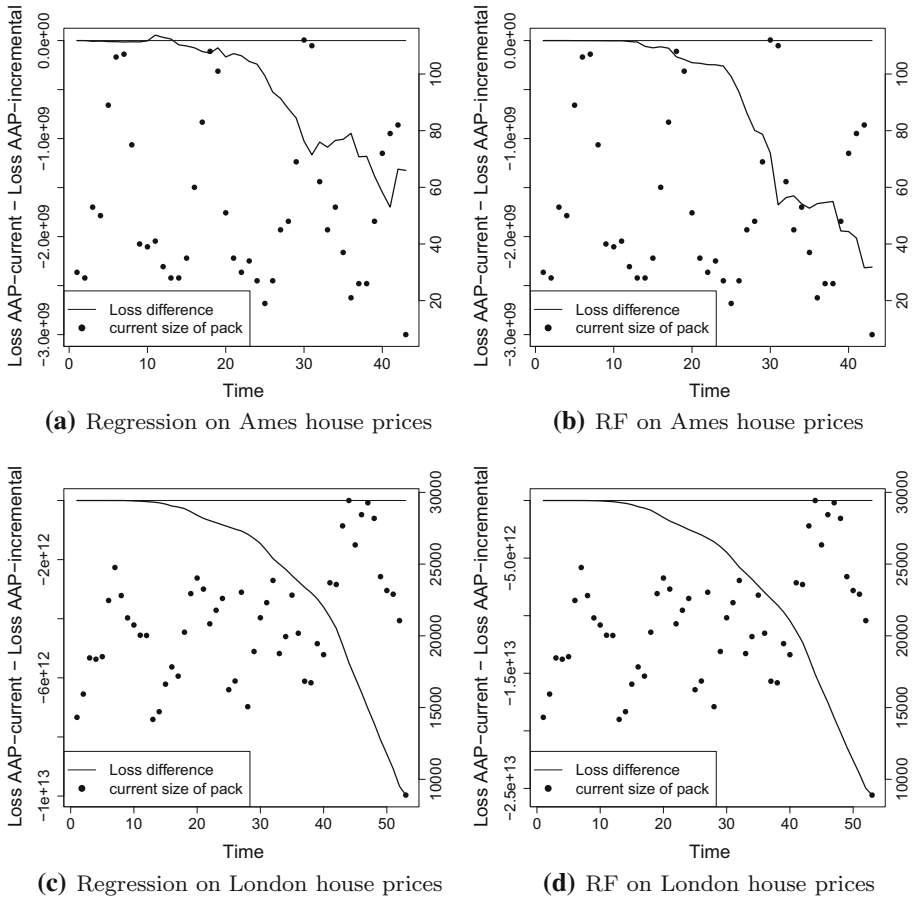 Loss AAP−current − Loss AAP−incremental
0.0e+00
−1.0e+09
−2.0e+09
−3.0e+09
100
80
60
40
20
Loss difference
current size of pack
0 10 20 30 40
Time
(a) Regression on Ames house prices
Loss AAP−current − Loss AAP−incremental
0.0e+00
−1.0e+09
−2.0e+09
−3.0e+09
100
80
60
40
20
Loss difference
current size of pack
0 10 20 30 40
Time
(b) RF on Ames house prices
Loss AAP−current − Loss AAP−incremental
−2e+12
−6e+12
−1e+13
30000
25000
20000
15000
10000
Loss difference
current size of pack
0 10 20 30 40 50
Time
(c) Regression on London house prices
Loss AAP−current − Loss AAP−incremental
−5.0e+12
−1.5e+13
−2.5e+13
30000
25000
20000
15000
10000
Loss difference
current size of pack
0 10 20 30 40 50
Time
(d) RF on London house prices